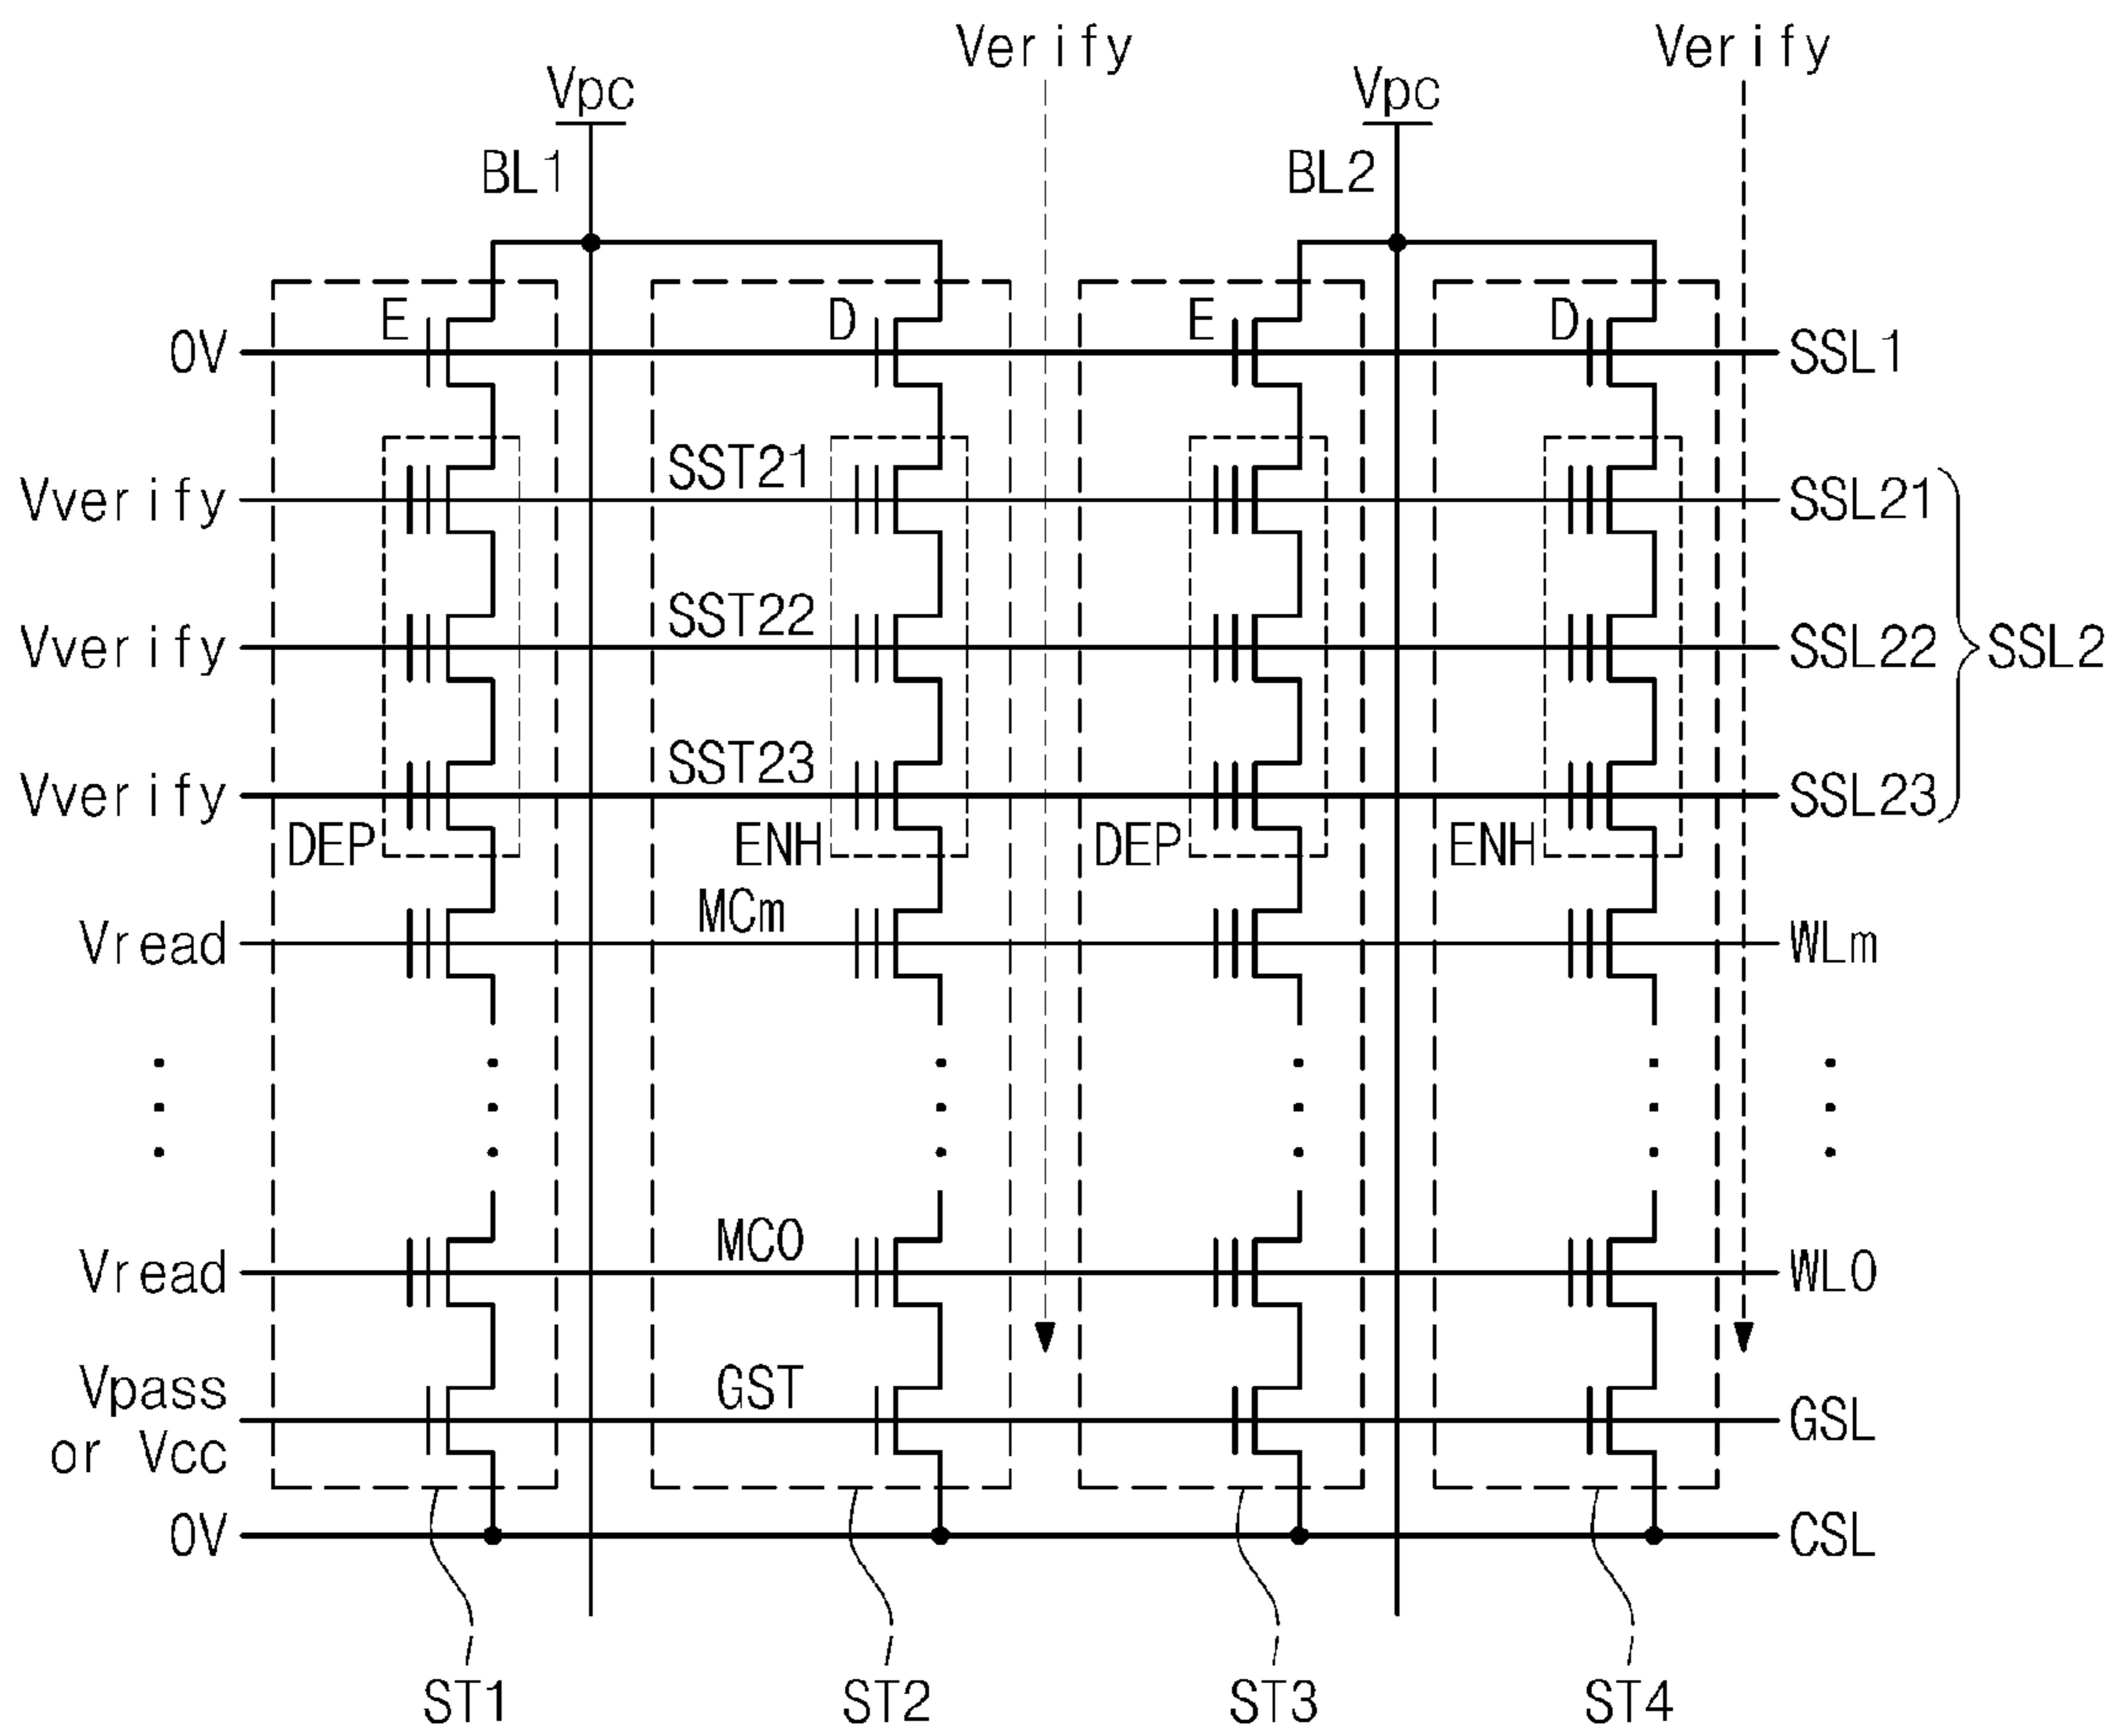 Verify Verify
Vpc Vpc
BL1 BL2
E D E D
0V SSL1
SST21
Vverify SSL21
SST22
Vverify SSL22 SSL2
SST23
Vverify SSL23
DEP ENH DEP ENH
MCm
Vread WLm
MC0
Vread WL0
Vpass GST
or Vcc GSL
0V CSL
ST1 ST2 ST3 ST4